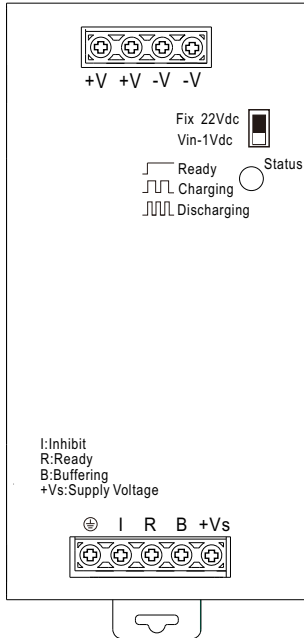 +V +V -V -V
Fix 22Vdc
Vin-1Vdc
Status
Ready
Charging
Discharging
I:Inhibit
R:Ready
B:Buffering
+Vs:Supply Voltage
I R B +Vs